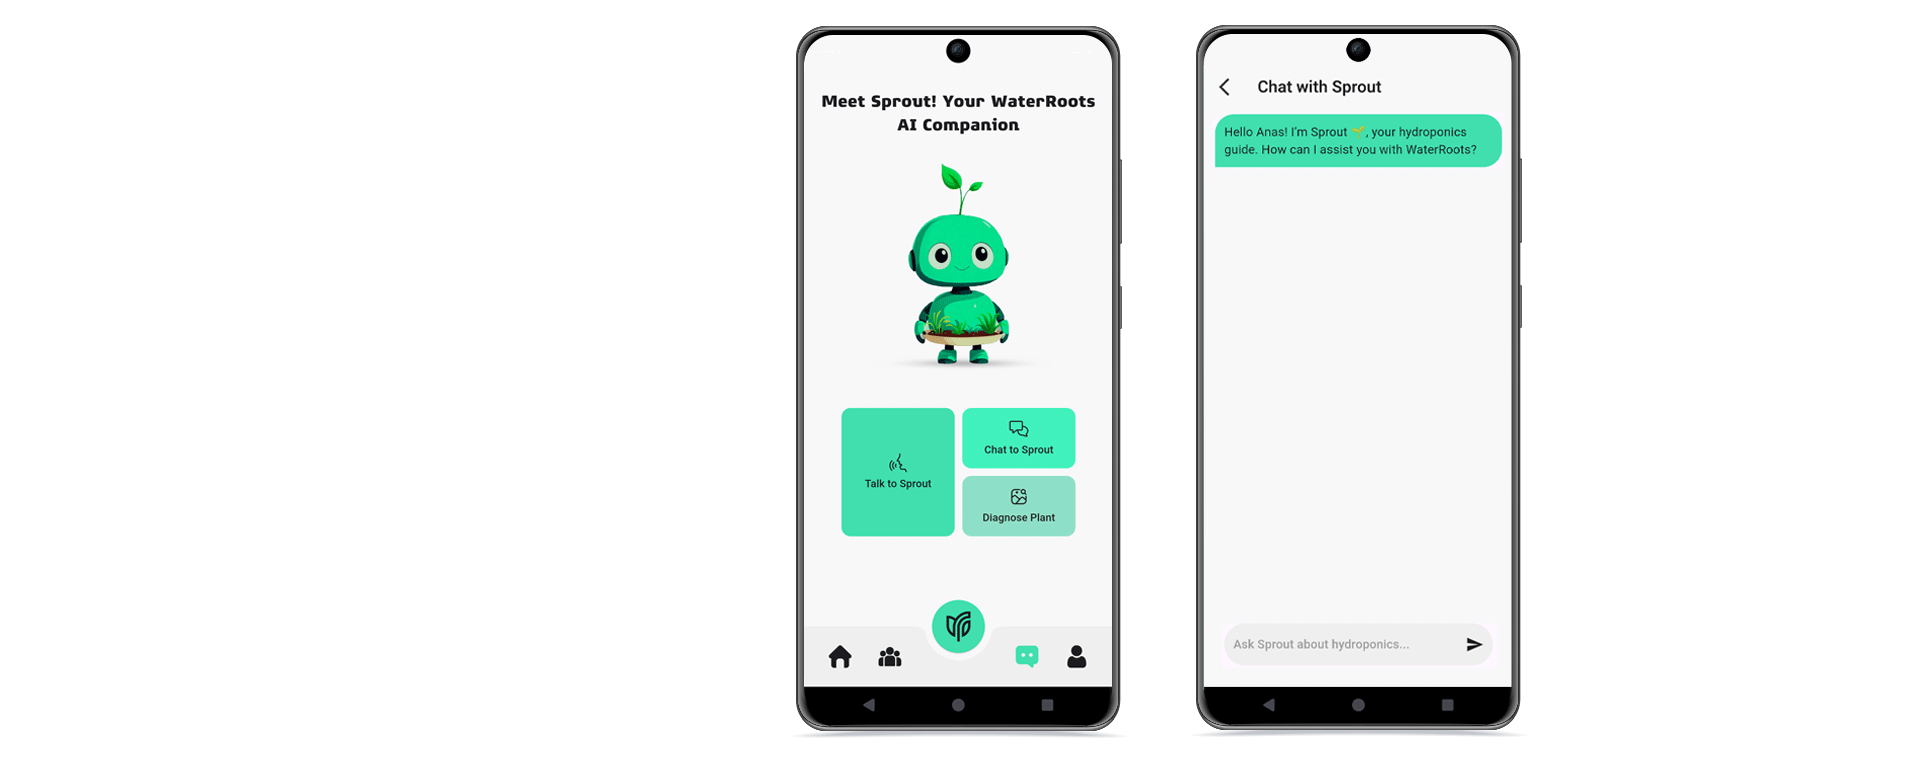 Meet Sprout! Your WaterRoots
AI Companion
Talk to Sprout
Chat to Sprout
Diagnose Plant
Chat with Sprout
Hello Anas! I'm Sprout 🌱, your hydroponics
guide. How can I assist you with WaterRoots?
Ask Sprout about hydroponics...